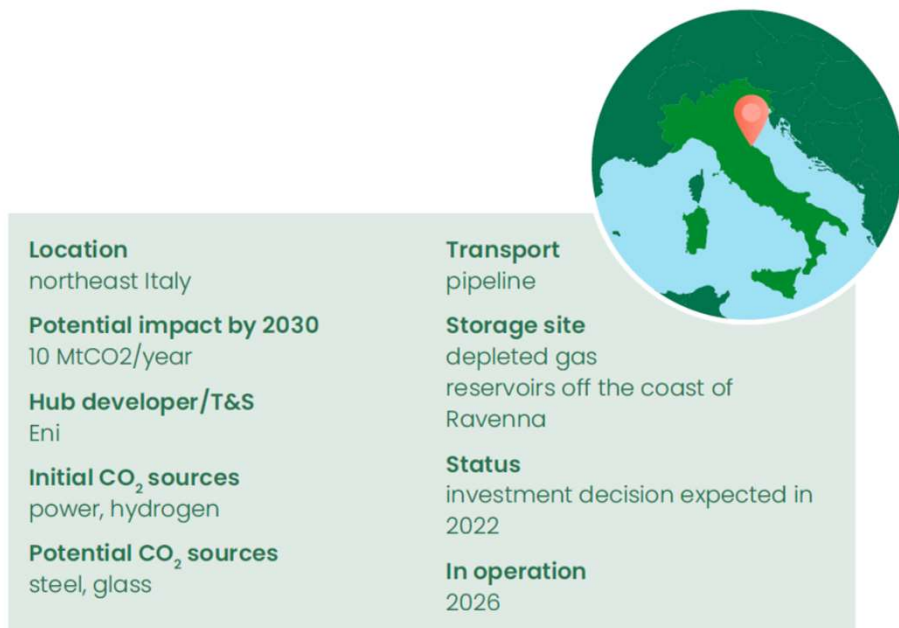 Location
northeast Italy
Potential impact by 2030
10 MtCO2/year
Hub developer/T&S
Eni
Initial CO₂ sources
power, hydrogen
Potential CO₂ sources
steel, glass
Transport
pipeline
Storage site
depleted gas
reservoirs off the coast of
Ravenna
Status
investment decision expected in
2022
In operation
2026